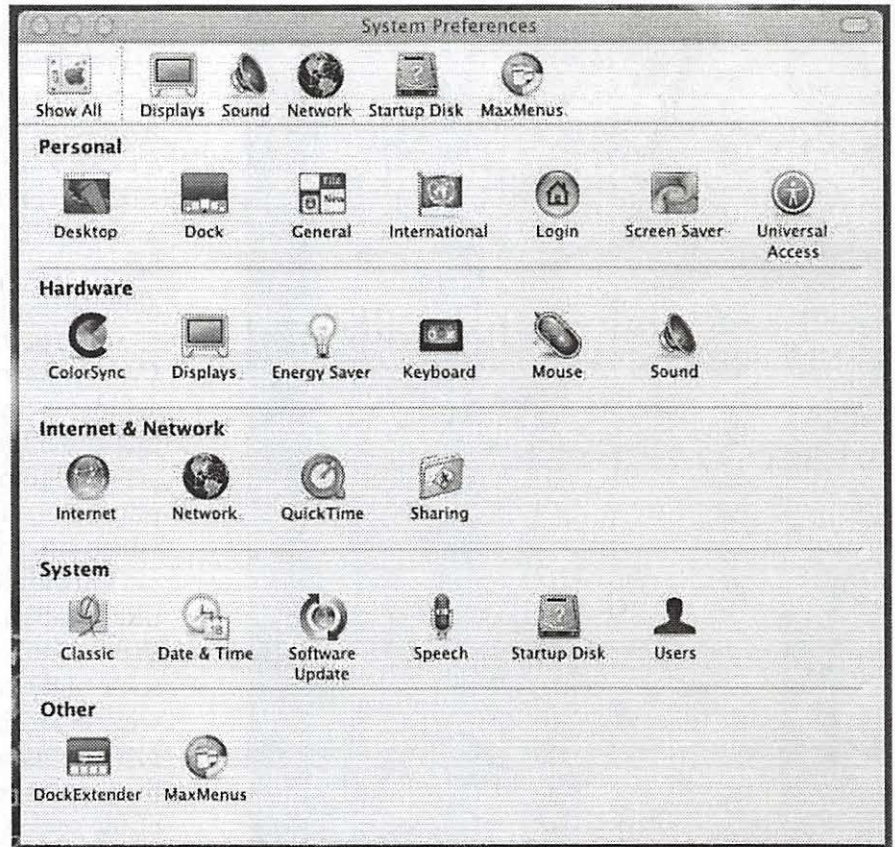 System Preferences
Show All Displays Sound Network Startup Disk MaxMenus
Personal
Desktop Dock General International Login Screen Saver Universal Access
Hardware
ColorSync Displays Energy Saver Keyboard Mouse Sound
Internet & Network
Internet Network QuickTime Sharing
System
Classic Date & Time Software Update Speech Startup Disk Users
Other
DockExtender MaxMenus